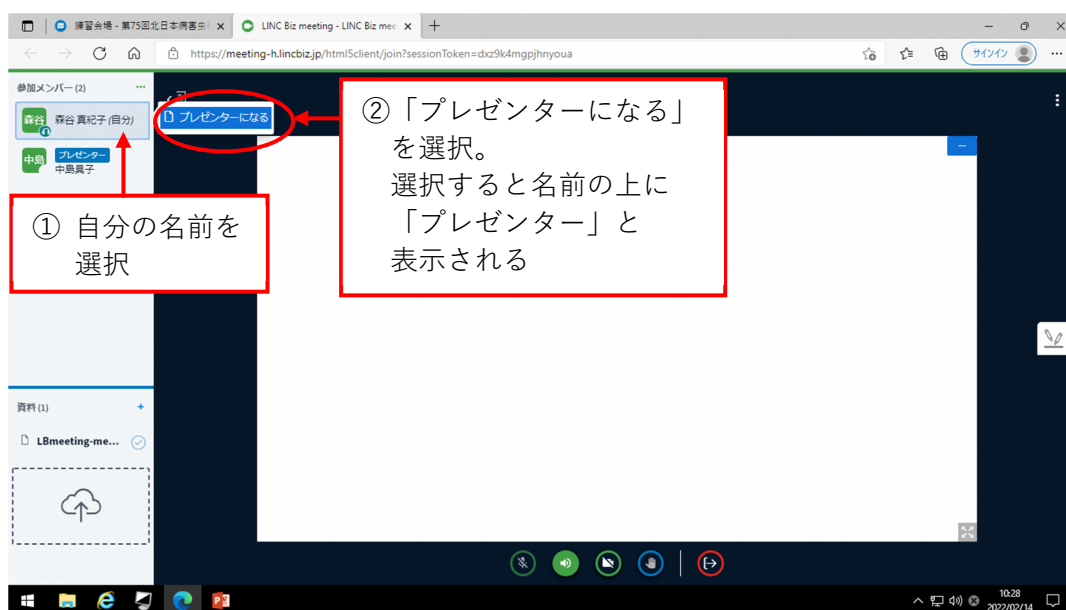 練習会場 - 第75回北日本病害虫
LINC Biz meeting - LINC Biz mee
https://meeting-h.lincbiz.jp/html5client/join?sessionToken=dxz9k4mgpjhnyoua
サインイン
参加メンバー (2)
森谷
森谷 真紀子 (自分)
プレゼンターになる
中島
プレゼンター
中島具子
① 自分の名前を
選択
②「プレゼンターになる」
を選択。
選択すると名前の上に
「プレゼンター」と
表示される
資料 (1)
LBmeeting-me...
10:28
2022/02/14